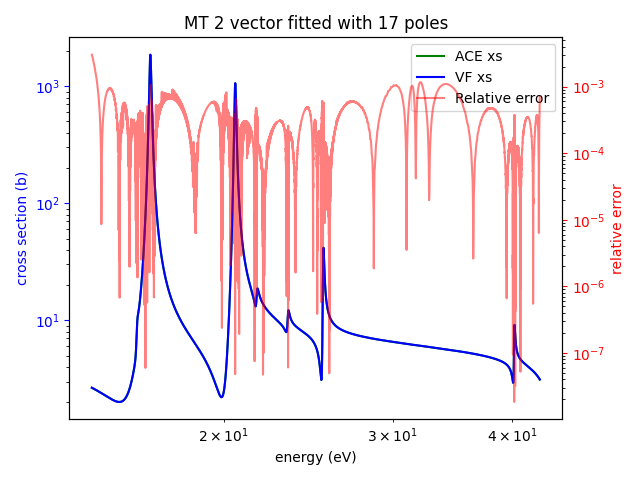 MT 2 vector fitted with 17 poles
ACE xs
VF xs
Relative error
cross section (b)
10³
10²
10¹
10⁻³
10⁻⁴
10⁻⁵
10⁻⁶
10⁻⁷
relative error
2 × 10¹
3 × 10¹
4 × 10¹
energy (eV)